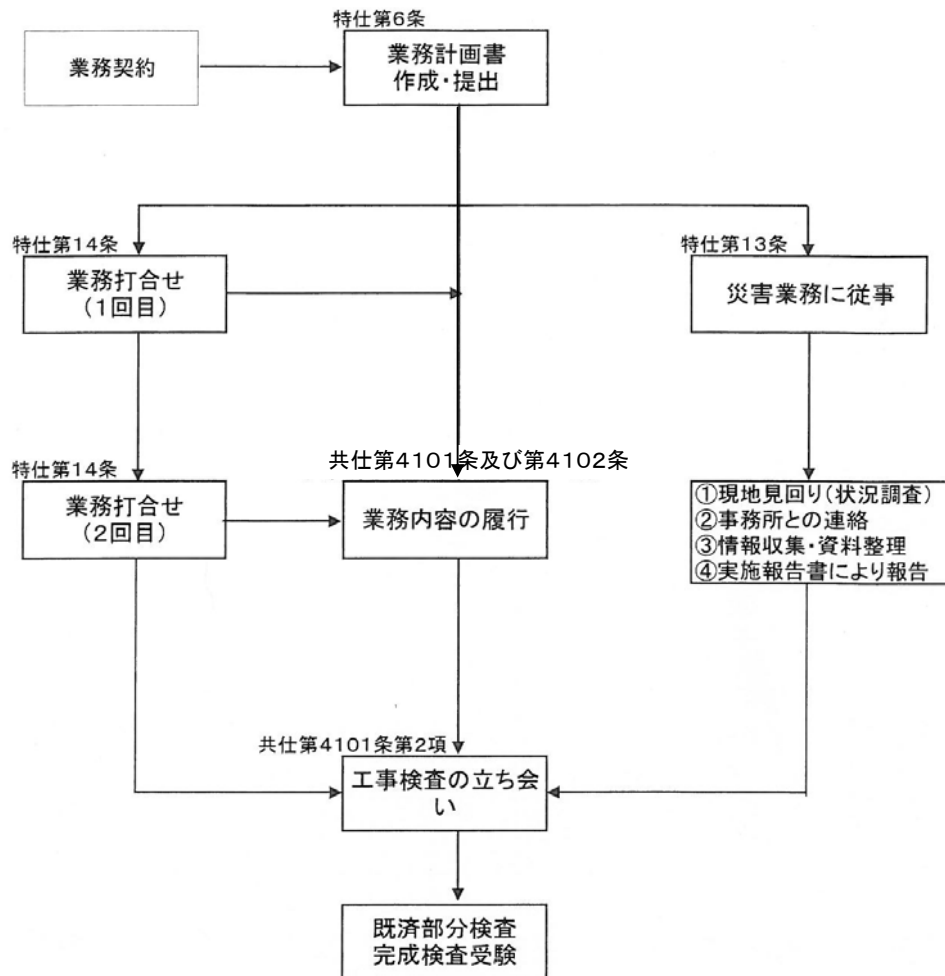 特仕第6条
業務契約
業務計画書
作成・提出
特仕第14条
業務打合せ
(1回目)
特仕第13条
災害業務に従事
共仕第4101条及び第4102条
特仕第14条
業務打合せ
(2回目)
業務内容の履行
①現地見回り(状況調査)
②事務所との連絡
③情報収集・資料整理
④実施報告書により報告
共仕第4101条第2項
工事検査の立ち会
い
既済部分検査
完成検査受験